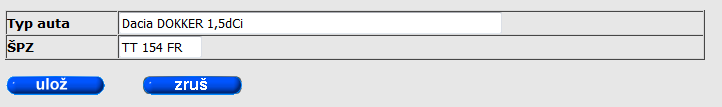 Typ auta Dacia DOKKER 1,5dCi
ŠPZ TT 154 FR
ulož zruš